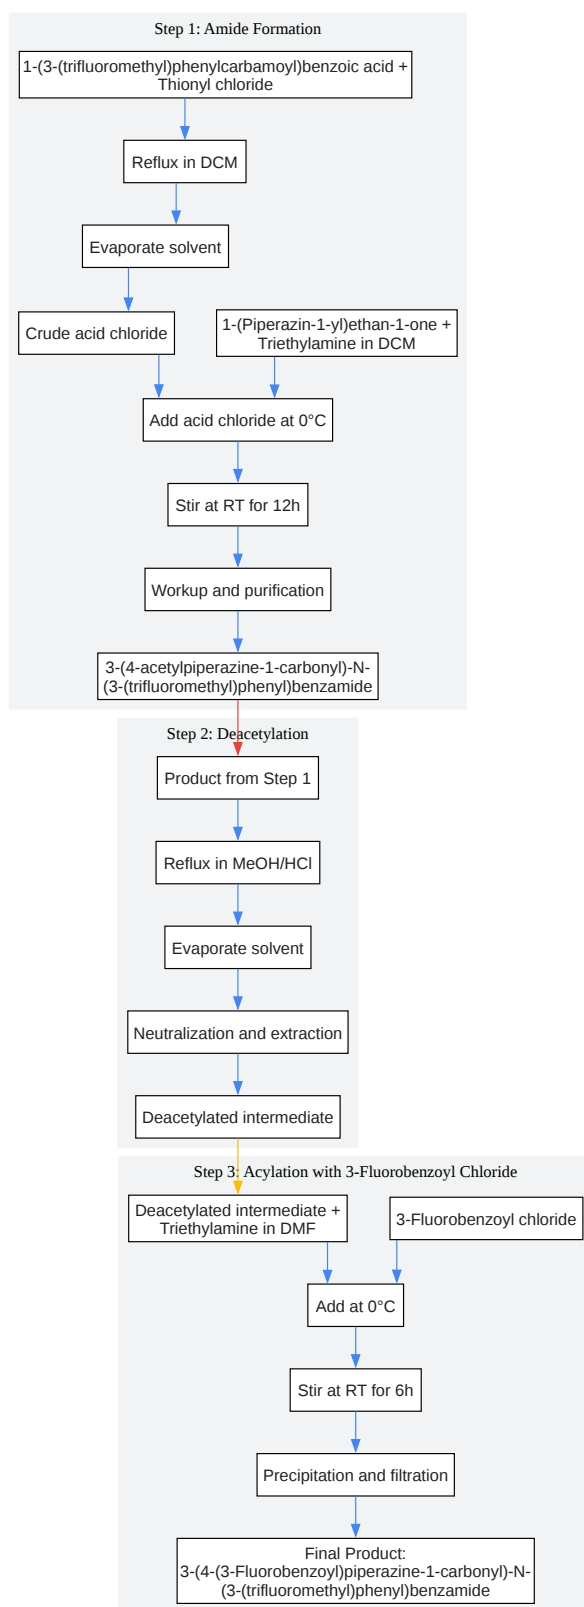 Step 1: Amide Formation
1-(3-(trifluoromethyl)phenylcarbamoyl)benzoic acid +
Thionyl chloride
Reflux in DCM
Evaporate solvent
Crude acid chloride
1-(Piperazin-1-yl)ethan-1-one +
Triethylamine in DCM
Add acid chloride at 0°C
Stir at RT for 12h
Workup and purification
3-(4-acetylpiperazine-1-carbonyl)-N-
(3-(trifluoromethyl)phenyl)benzamide
Step 2: Deacetylation
Product from Step 1
Reflux in MeOH/HCl
Evaporate solvent
Neutralization and extraction
Deacetylated intermediate
Step 3: Acylation with 3-Fluorobenzoyl Chloride
Deacetylated intermediate +
Triethylamine in DMF
3-Fluorobenzoyl chloride
Add at 0°C
Stir at RT for 6h
Precipitation and filtration
Final Product:
3-(4-(3-Fluorobenzoyl)piperazine-1-carbonyl)-N-
(3-(trifluoromethyl)phenyl)benzamide